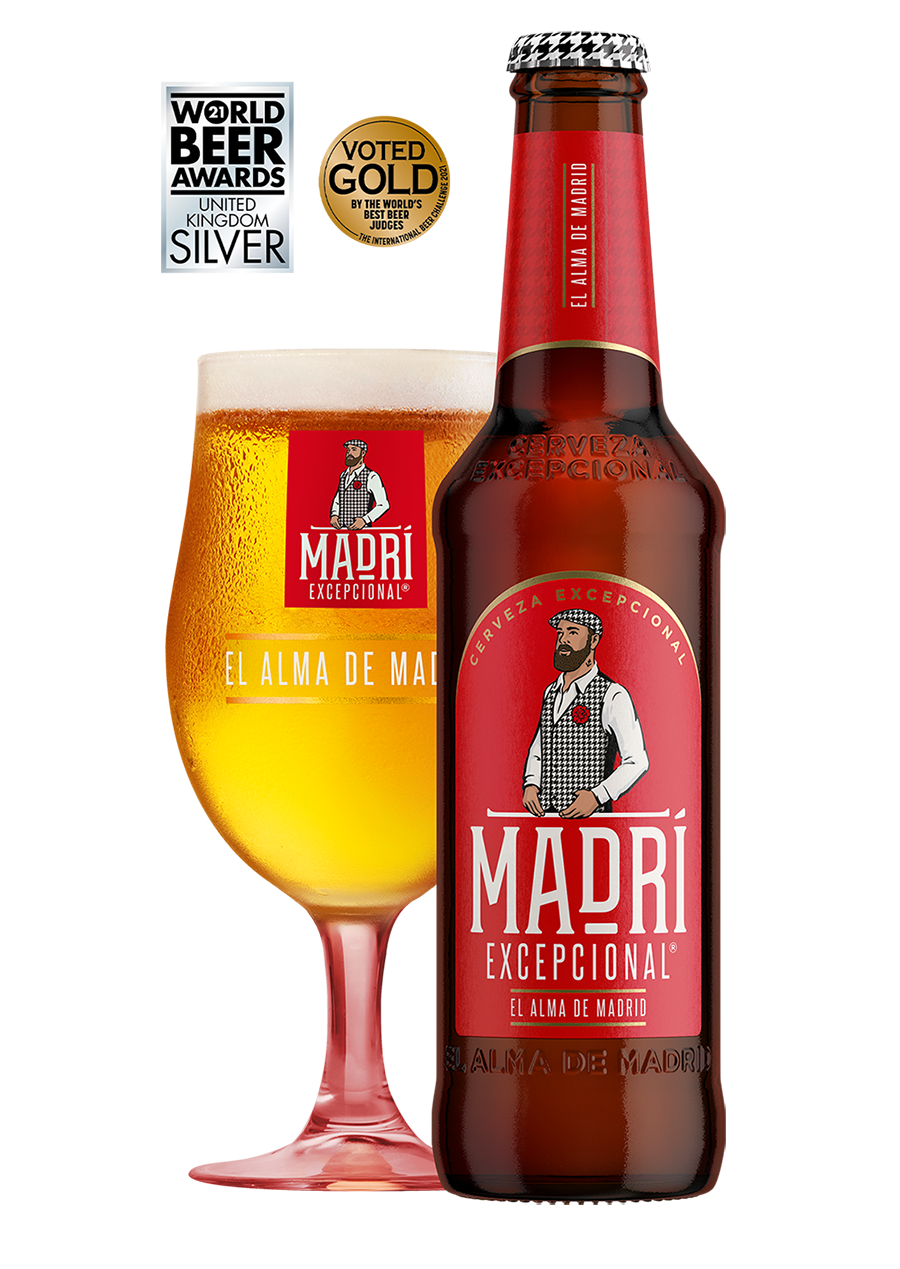 WORLD
21
BEER
AWARDS
UNITED
KINGDOM
SILVER
VOTED
GOLD
BY THE WORLD'S
BEST BEER
JUDGES
THE INTERNATIONAL BEER CHALLENGE 2021
EL ALMA DE MADRID
CERVEZA
EXCEPCIONAL
MADRÍ
EXCEPCIONAL®
EL ALMA DE MAD
CERVEZA EXCEPCIONAL
MADRÍ
EXCEPCIONAL®
EL ALMA DE MADRID
EL ALMA DE MADRID